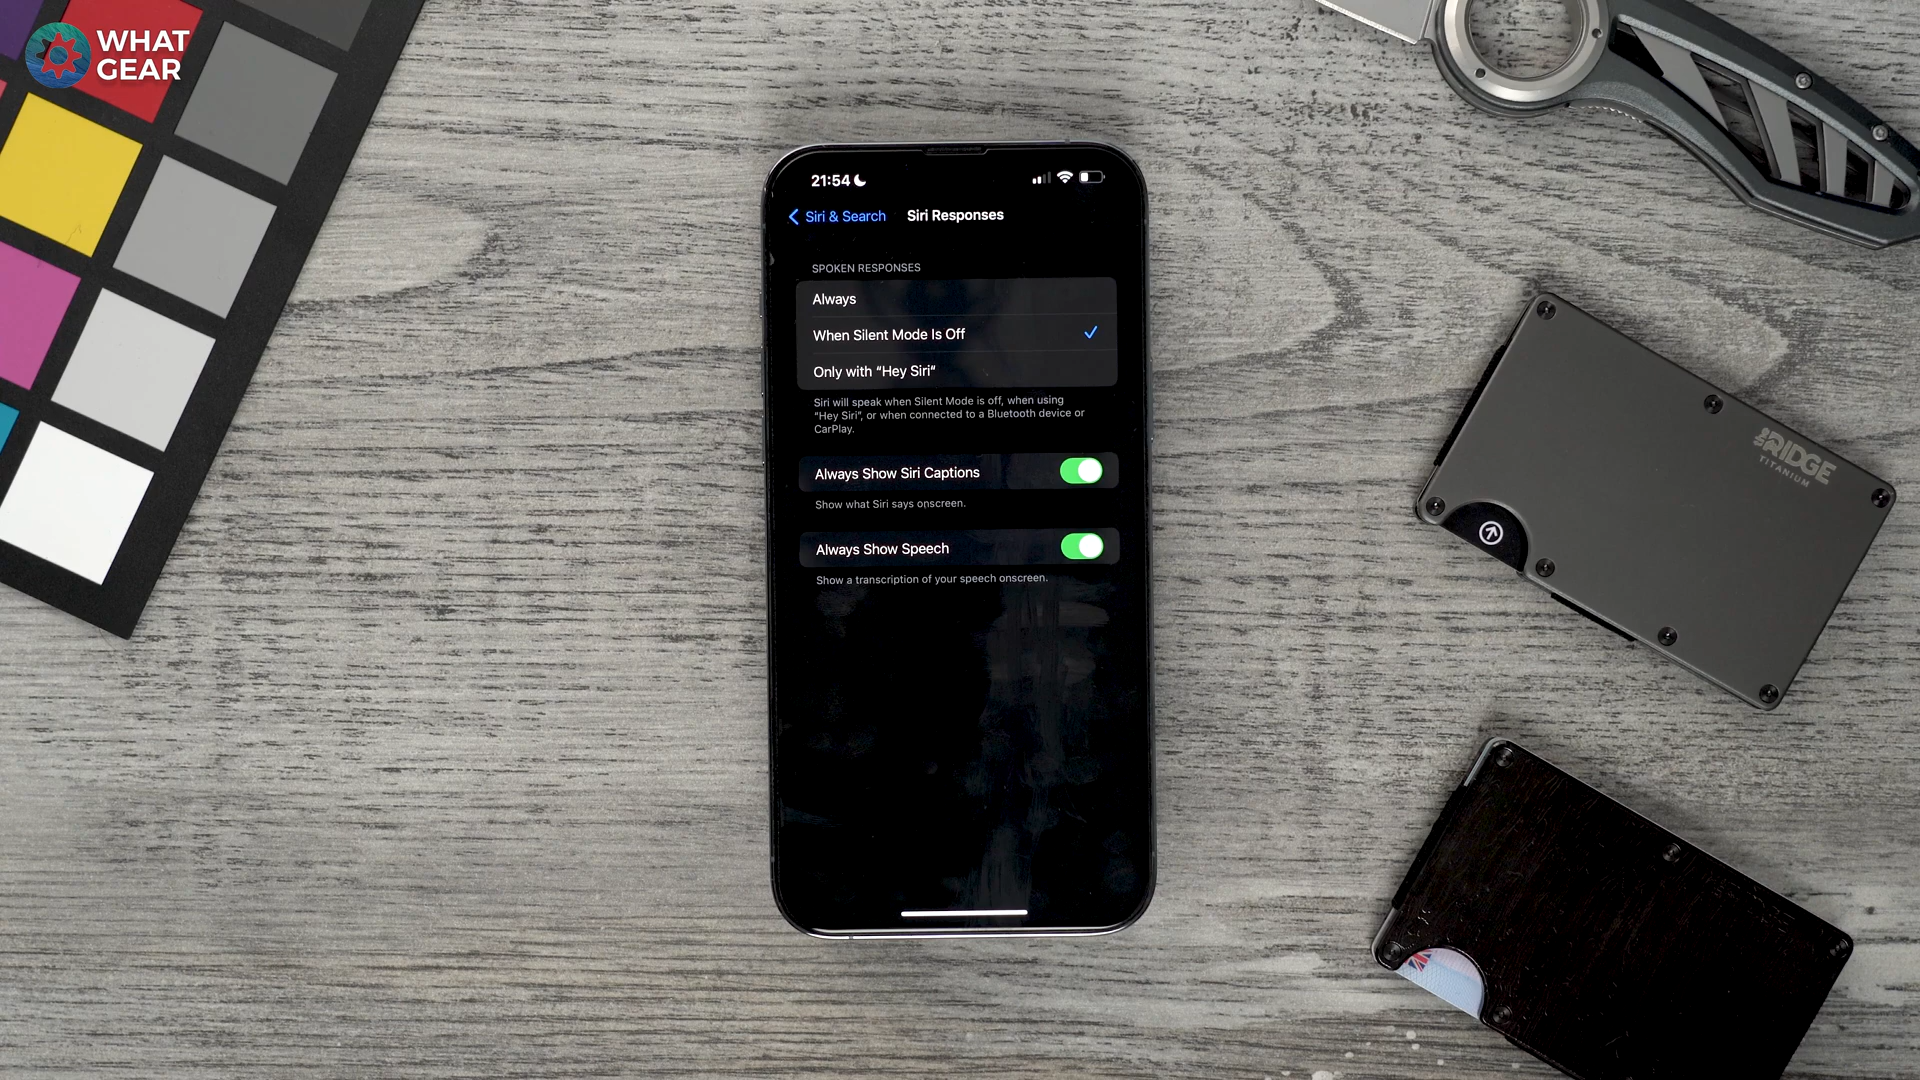 WHAT
GEAR
21:54
Siri & Search
Siri Responses
SPOKEN RESPONSES
Always
When Silent Mode Is Off
Only with “Hey Siri“
Siri will speak when Silent Mode is off, when using
“Hey Siri“, or when connected to a Bluetooth device or
CarPlay.
Always Show Siri Captions
Show what Siri says onscreen.
Always Show Speech
Show a transcription of your speech onscreen.
RIDGE
TITANIUM